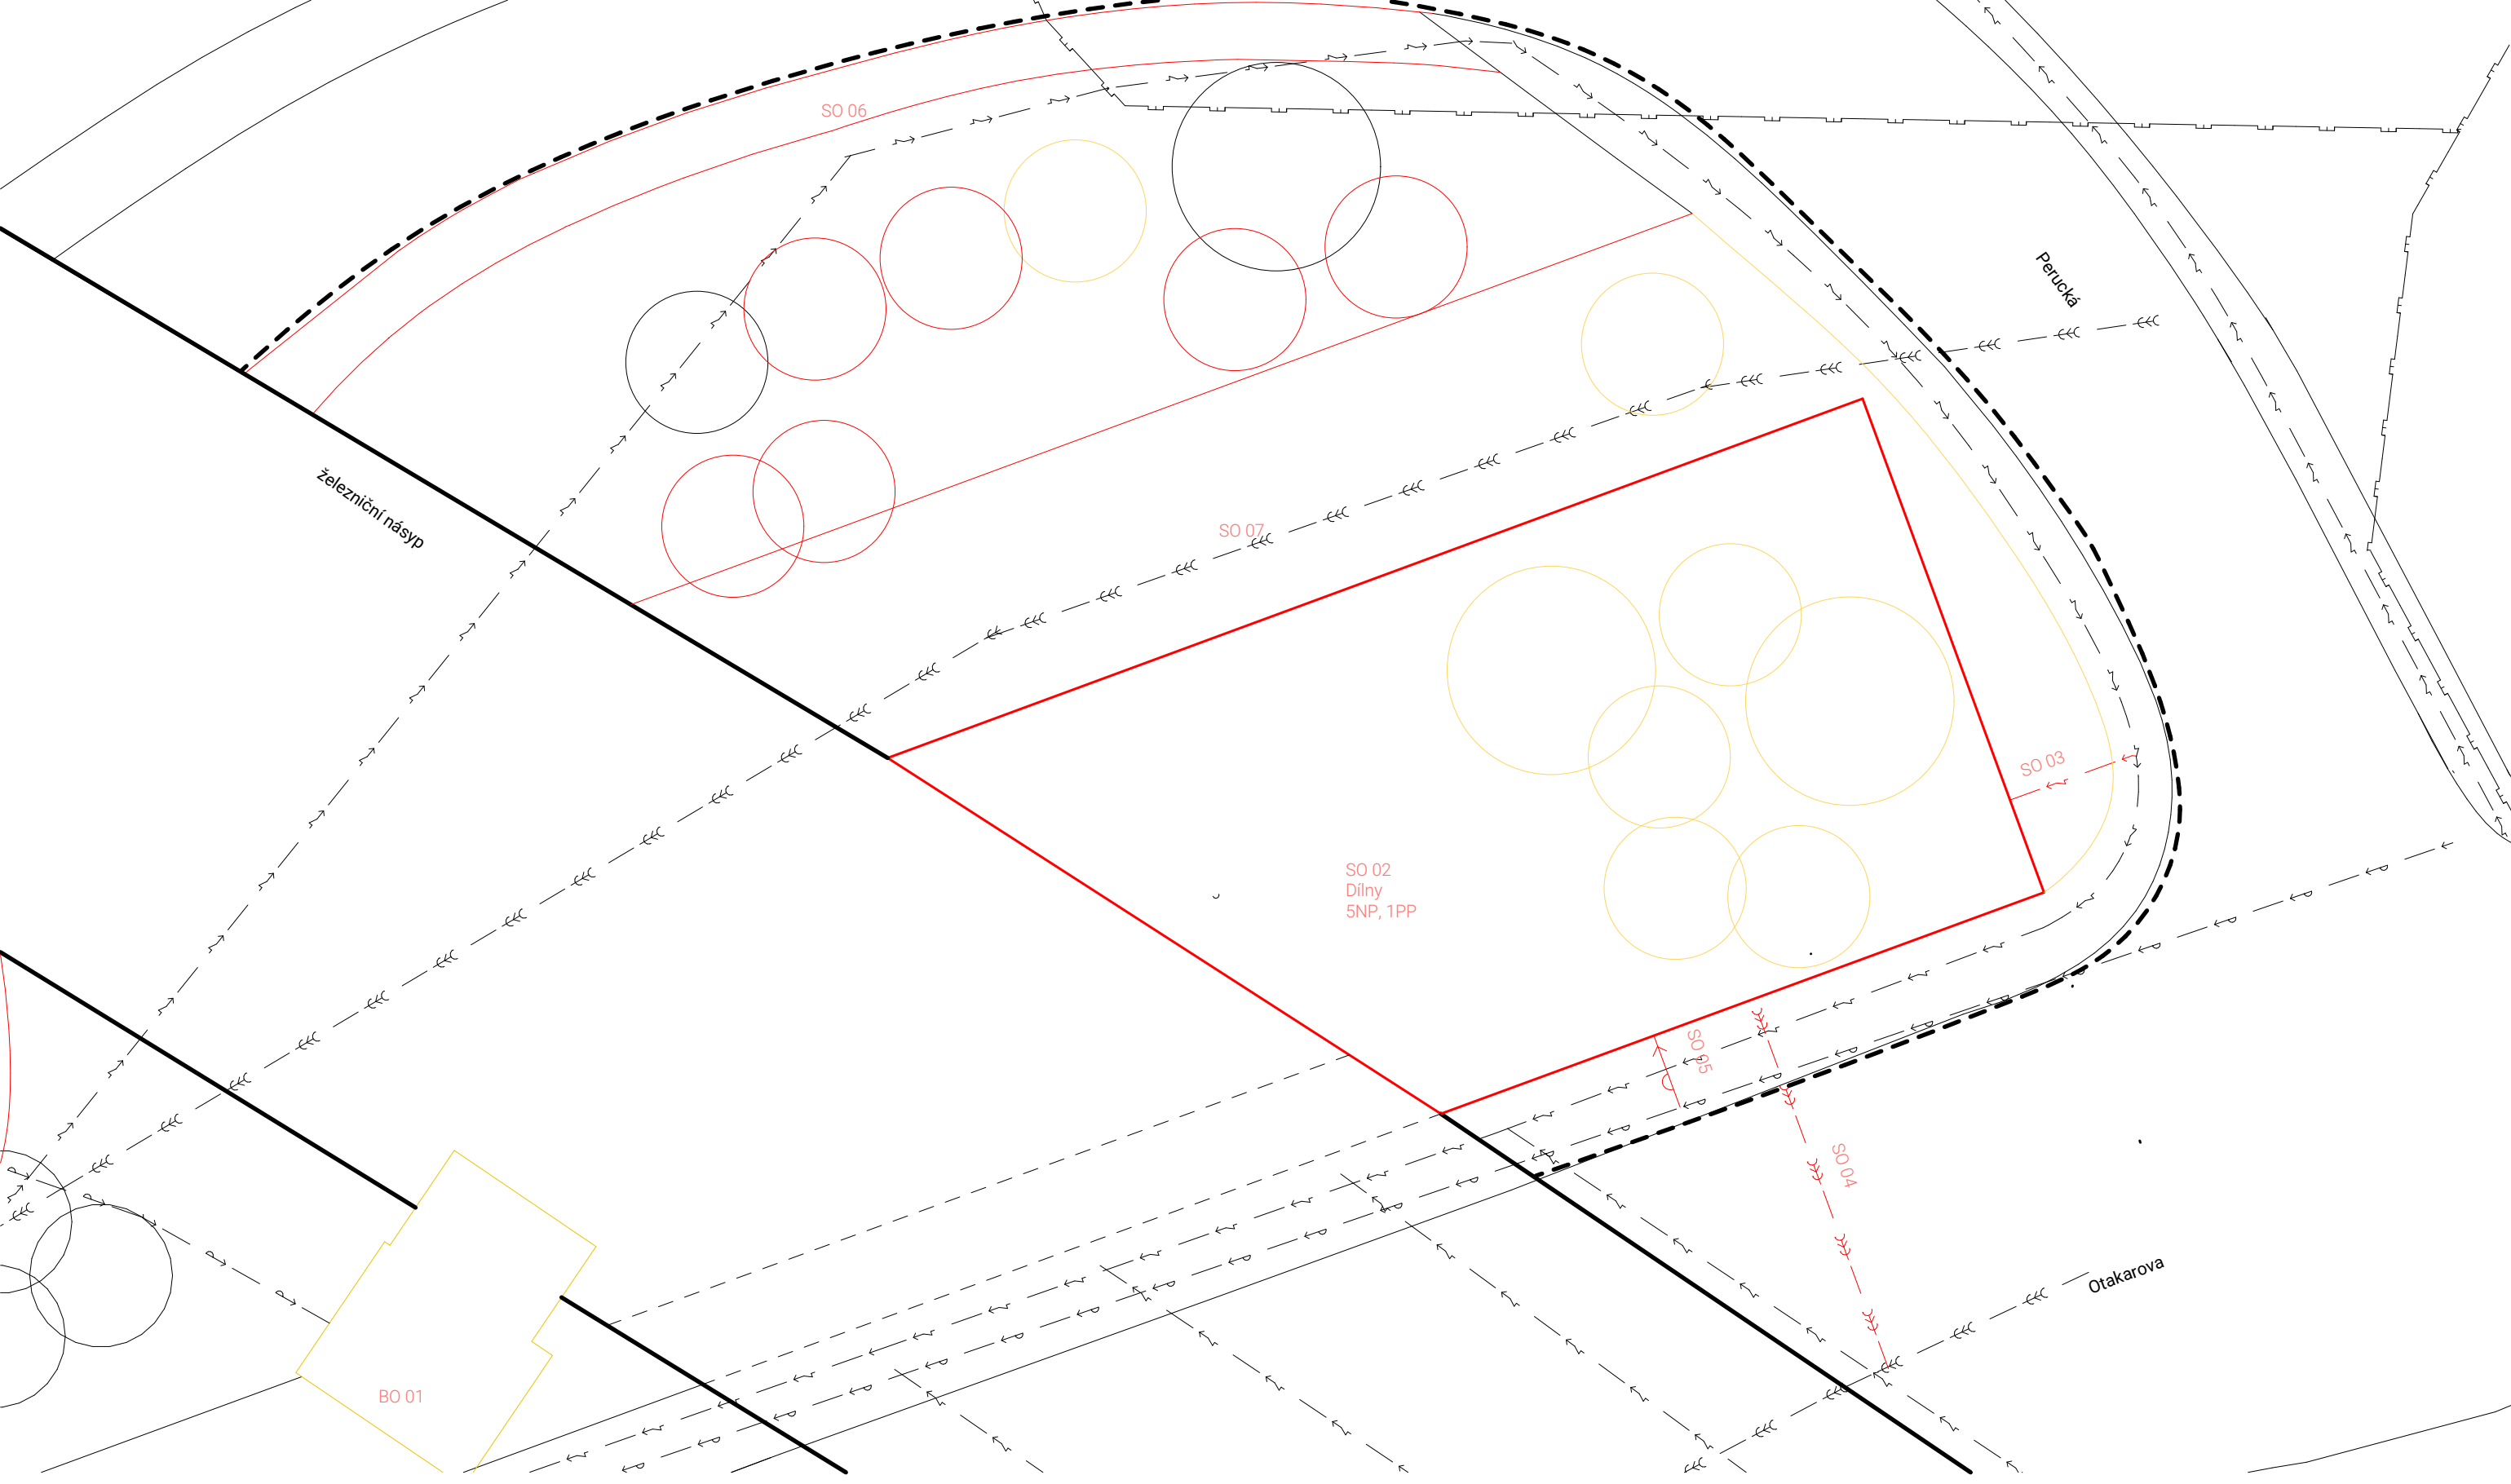 SO 06
Perucká
železniční násyp
SO 07
SO 03
SO 02
Dílny
5NP, 1PP
SO 05
SO 04
Otakarova
BO 01